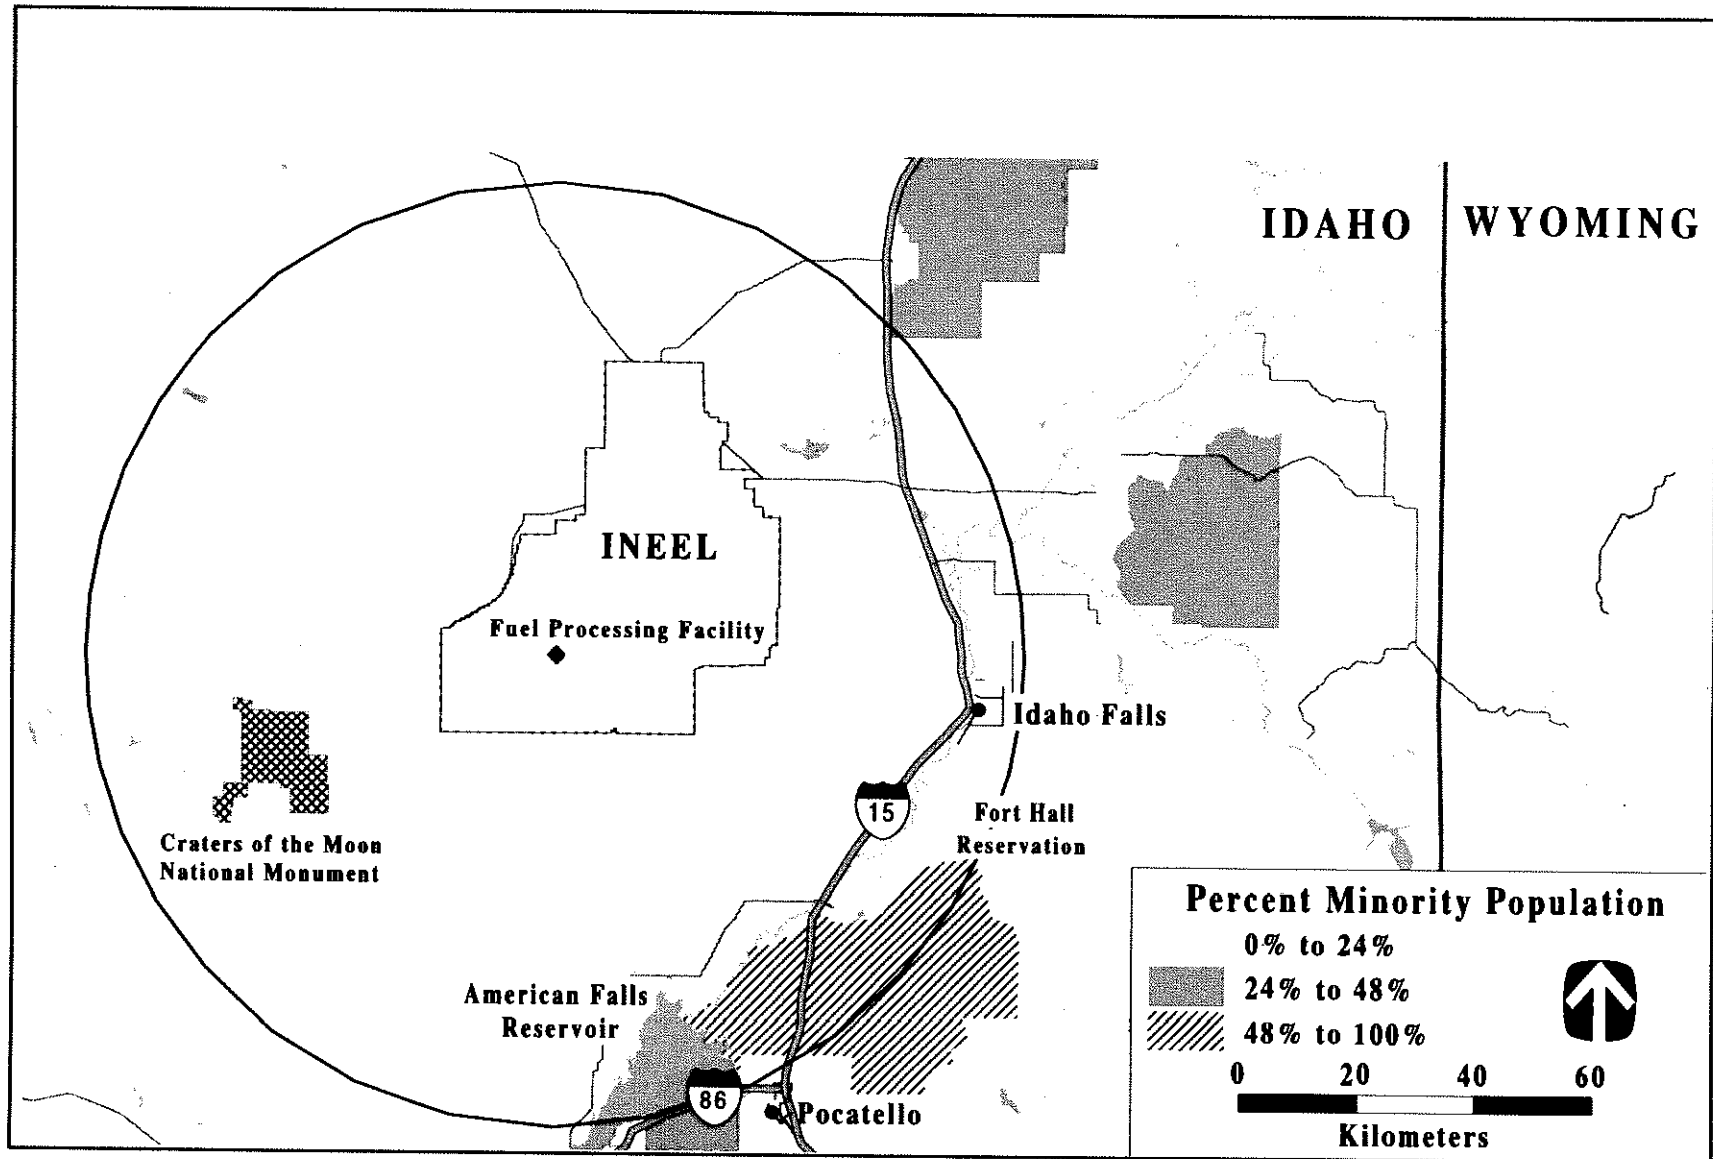 IDAHO
WYOMING
INEEL
Fuel Processing Facility
Idaho Falls
15
Fort Hall
Reservation
Craters of the Moon
National Monument
American Falls
Reservoir
86
Pocatello
Percent Minority Population
0% to 24%
24% to 48%
48% to 100%
0 20 40 60
Kilometers